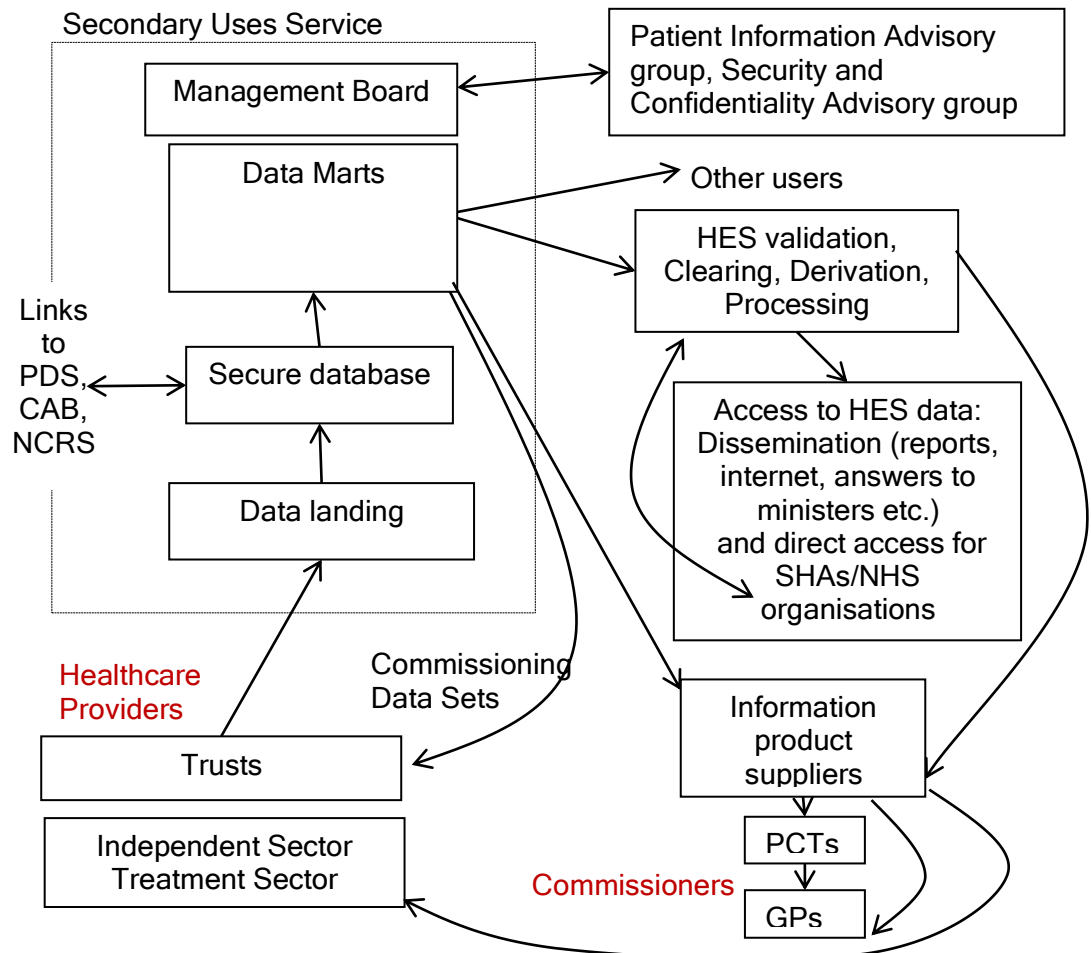 Secondary Uses Service
Management Board
Patient Information Advisory
group, Security and
Confidentiality Advisory group
Data Marts
Other users
HES validation,
Clearing, Derivation,
Processing
Links
to
PDS,
CAB,
NCRS
Secure database
Access to HES data:
Dissemination (reports,
internet, answers to
ministers etc.)
and direct access for
SHAs/NHS
organisations
Data landing
Healthcare
Providers
Commissioning
Data Sets
Trusts
Information
product
suppliers
Independent Sector
Treatment Sector
PCTs
Commissioners
GPs